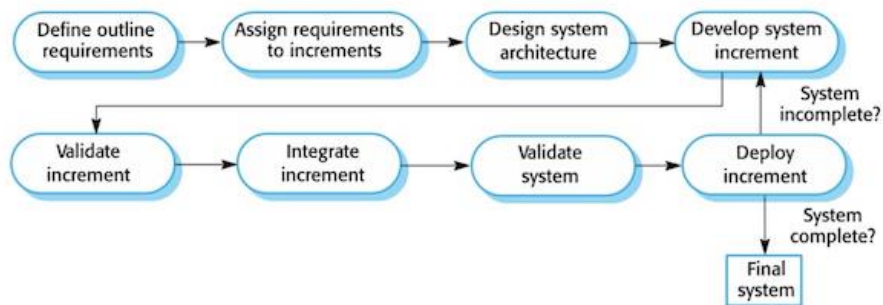 Define outline
requirements
Assign requirements
to increments
Design system
architecture
Develop system
increment
System
incomplete?
Validate
increment
Integrate
increment
Validate
system
Deploy
increment
System
complete?
Final
system